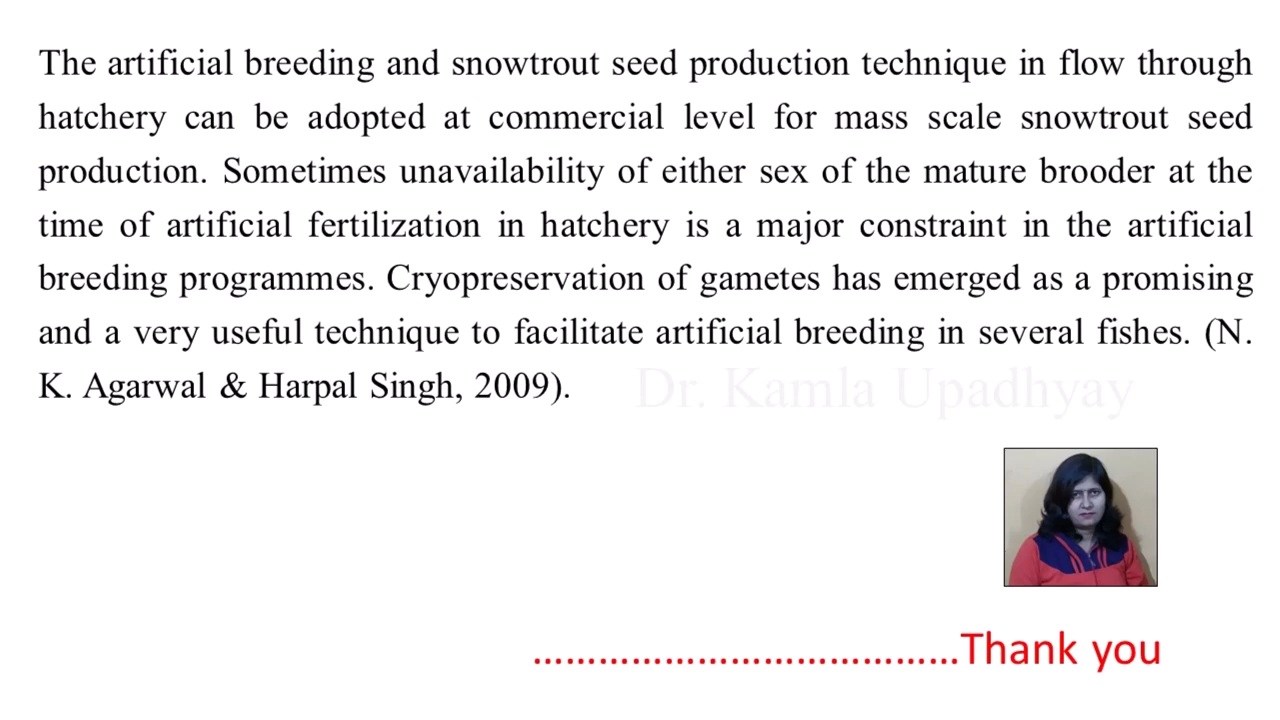 The artificial breeding and snowtrout seed production technique in flow through
hatchery can be adopted at commercial level for mass scale snowtrout seed
production. Sometimes unavailability of either sex of the mature brooder at the
time of artificial fertilization in hatchery is a major constraint in the artificial
breeding programmes. Cryopreservation of gametes has emerged as a promising
and a very useful technique to facilitate artificial breeding in several fishes. (N.
K. Agarwal & Harpal Singh, 2009).
Dr. Kamla Upadhyay
.......................................Thank you